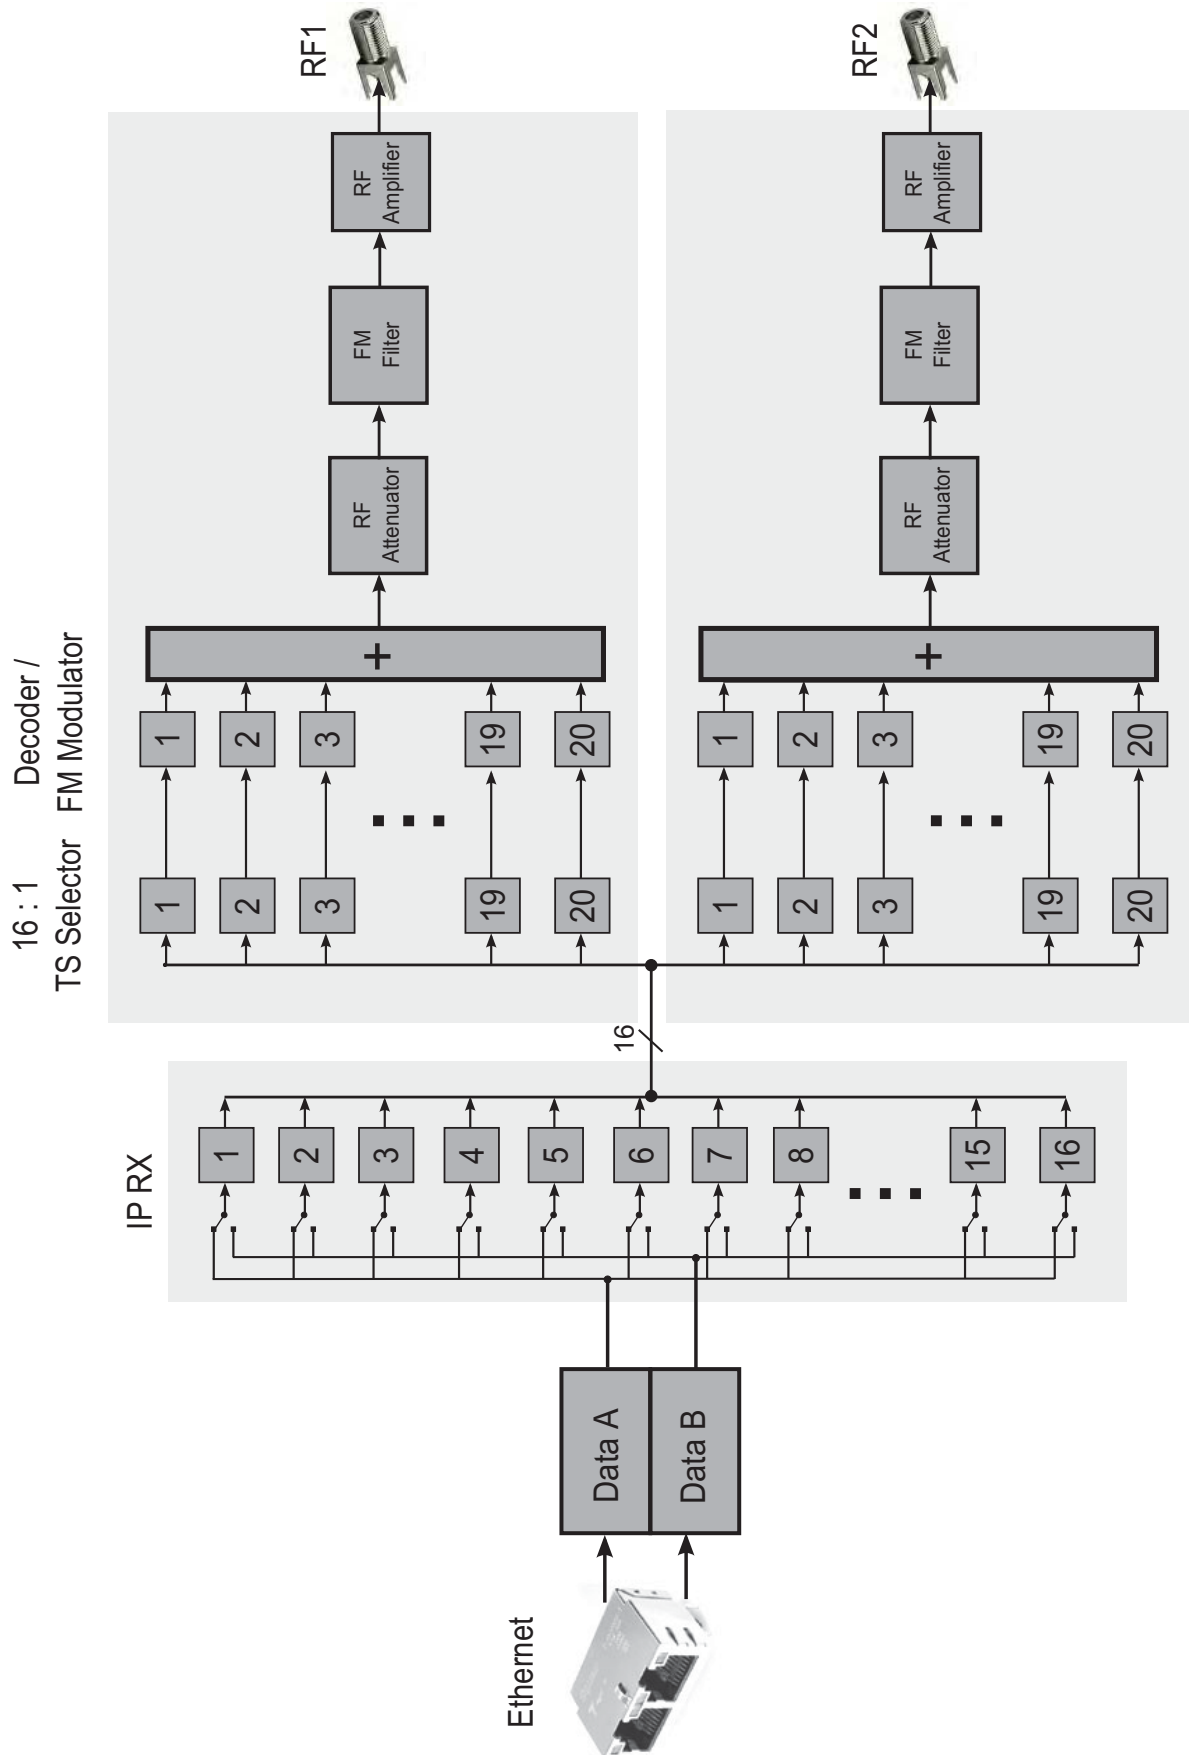 Ethernet
Data A
Data B
IP RX
1
2
3
4
5
6
7
8
15
16
16
16 : 1
TS Selector
Decoder /
FM Modulator
1
2
3
19
20
1
2
3
19
20
+
RF
Attenuator
FM
Filter
RF
Amplifier
RF1
1
2
3
19
20
1
2
3
19
20
+
RF
Attenuator
FM
Filter
RF
Amplifier
RF2